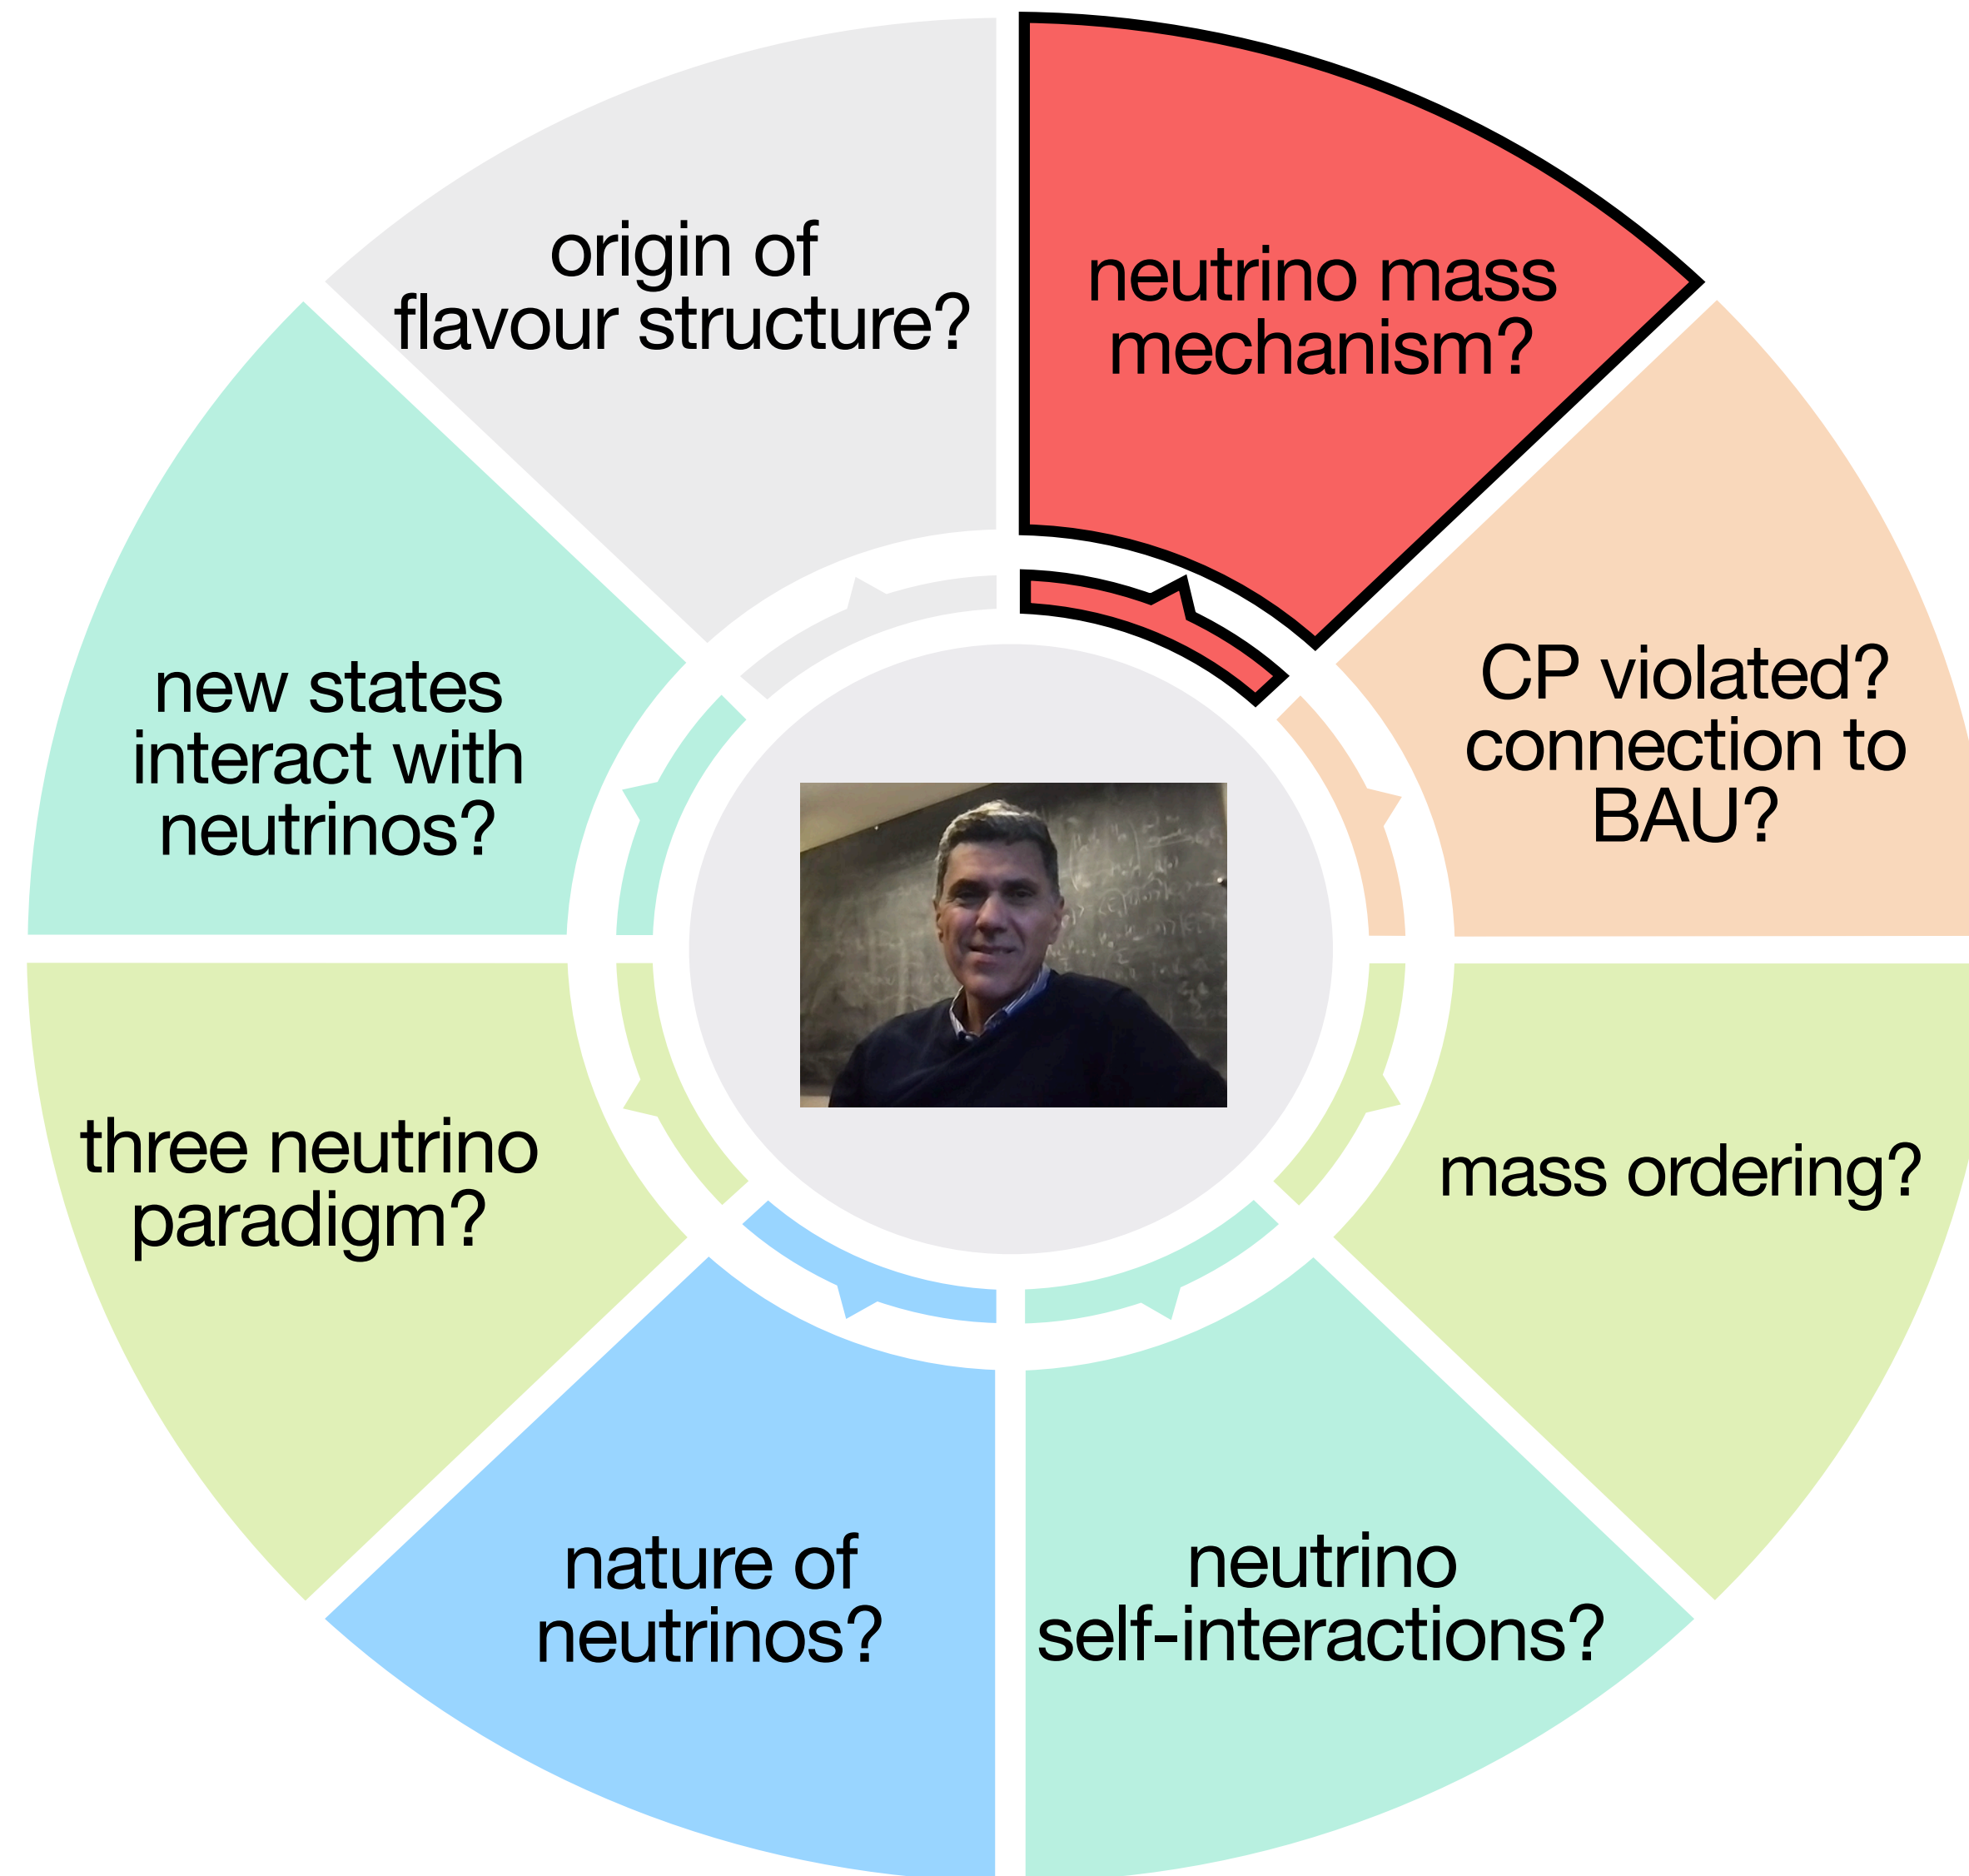 origin of
flavour structure?
neutrino mass
mechanism?
CP violated?
connection to
BAU?
mass ordering?
neutrino
self-interactions?
nature of
neutrinos?
three neutrino
paradigm?
new states
interact with
neutrinos?